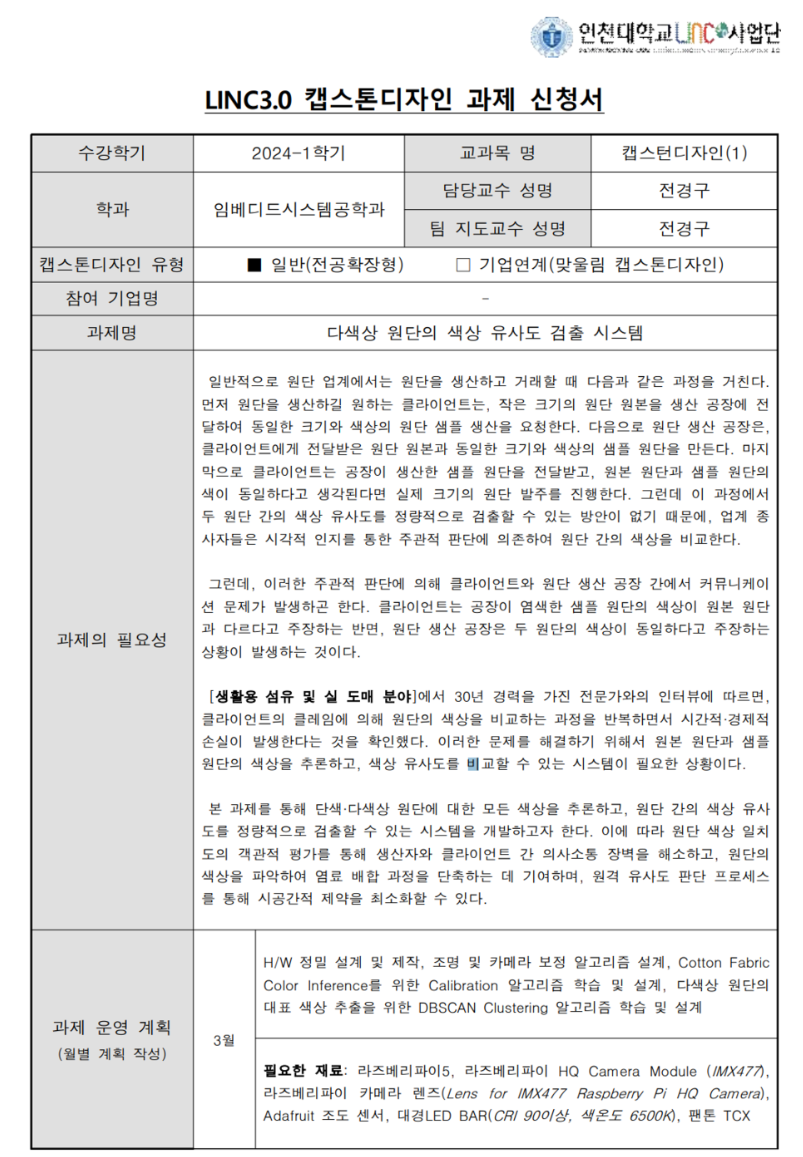 인천대학교 LINC 사업단
LINC3.0 캡스톤디자인 과제 신청서
수강학기 2024-1학기 교과목 명 캡스턴디자인(1)
학과 임베디드시스템공학과 담당교수 성명 전경구
팀 지도교수 성명 전경구
캡스톤디자인 유형 ■ 일반(전공확장형) □ 기업연계(맞울림 캡스톤디자인)
참여 기업명 -
과제명 다색상 원단의 색상 유사도 검출 시스템
과제의 필요성
일반적으로 원단 업계에서는 원단을 생산하고 거래할 때 다음과 같은 과정을 거친다.
먼저 원단을 생산하길 원하는 클라이언트는, 작은 크기의 원단 원본을 생산 공장에 전
달하여 동일한 크기와 색상의 원단 샘플 생산을 요청한다. 다음으로 원단 생산 공장은,
클라이언트에게 전달받은 원단 원본과 동일한 크기와 색상의 샘플 원단을 만든다. 마지
막으로 클라이언트는 공장이 생산한 샘플 원단을 전달받고, 원본 원단과 샘플 원단의
색이 동일하다고 생각된다면 실제 크기의 원단 발주를 진행한다. 그런데 이 과정에서
두 원단 간의 색상 유사도를 정량적으로 검출할 수 있는 방안이 없기 때문에, 업계 종
사자들은 시각적 인지를 통한 주관적 판단에 의존하여 원단 간의 색상을 비교한다.
그런데, 이러한 주관적 판단에 의해 클라이언트와 원단 생산 공장 간에서 커뮤니케이
션 문제가 발생하곤 한다. 클라이언트는 공장이 염색한 샘플 원단의 색상이 원본 원단
과 다르다고 주장하는 반면, 원단 생산 공장은 두 원단의 색상이 동일하다고 주장하는
상황이 발생하는 것이다.
[생활용 섬유 및 실 도매 분야]에서 30년 경력을 가진 전문가와의 인터뷰에 따르면,
클라이언트의 클레임에 의해 원단의 색상을 비교하는 과정을 반복하면서 시간적·경제적
손실이 발생한다는 것을 확인했다. 이러한 문제를 해결하기 위해서 원본 원단과 샘플
원단의 색상을 추론하고, 색상 유사도를 비교할 수 있는 시스템이 필요한 상황이다.
본 과제를 통해 단색·다색상 원단에 대한 모든 색상을 추론하고, 원단 간의 색상 유사
도를 정량적으로 검출할 수 있는 시스템을 개발하고자 한다. 이에 따라 원단 색상 일치
도의 객관적 평가를 통해 생산자와 클라이언트 간 의사소통 장벽을 해소하고, 원단의
색상을 파악하여 염료 배합 과정을 단축하는 데 기여하며, 원격 유사도 판단 프로세스
를 통해 시공간적 제약을 최소화할 수 있다.
과제 운영 계획
(월별 계획 작성)
3월
H/W 정밀 설계 및 제작, 조명 및 카메라 보정 알고리즘 설계, Cotton Fabric
Color Inference를 위한 Calibration 알고리즘 학습 및 설계, 다색상 원단의
대표 색상 추출을 위한 DBSCAN Clustering 알고리즘 학습 및 설계
필요한 재료: 라즈베리파이5, 라즈베리파이 HQ Camera Module (IMX477),
라즈베리파이 카메라 렌즈(Lens for IMX477 Raspberry Pi HQ Camera),
Adafruit 조도 센서, 대경LED BAR(CRI 90이상, 색온도 6500K), 팬톤 TCX